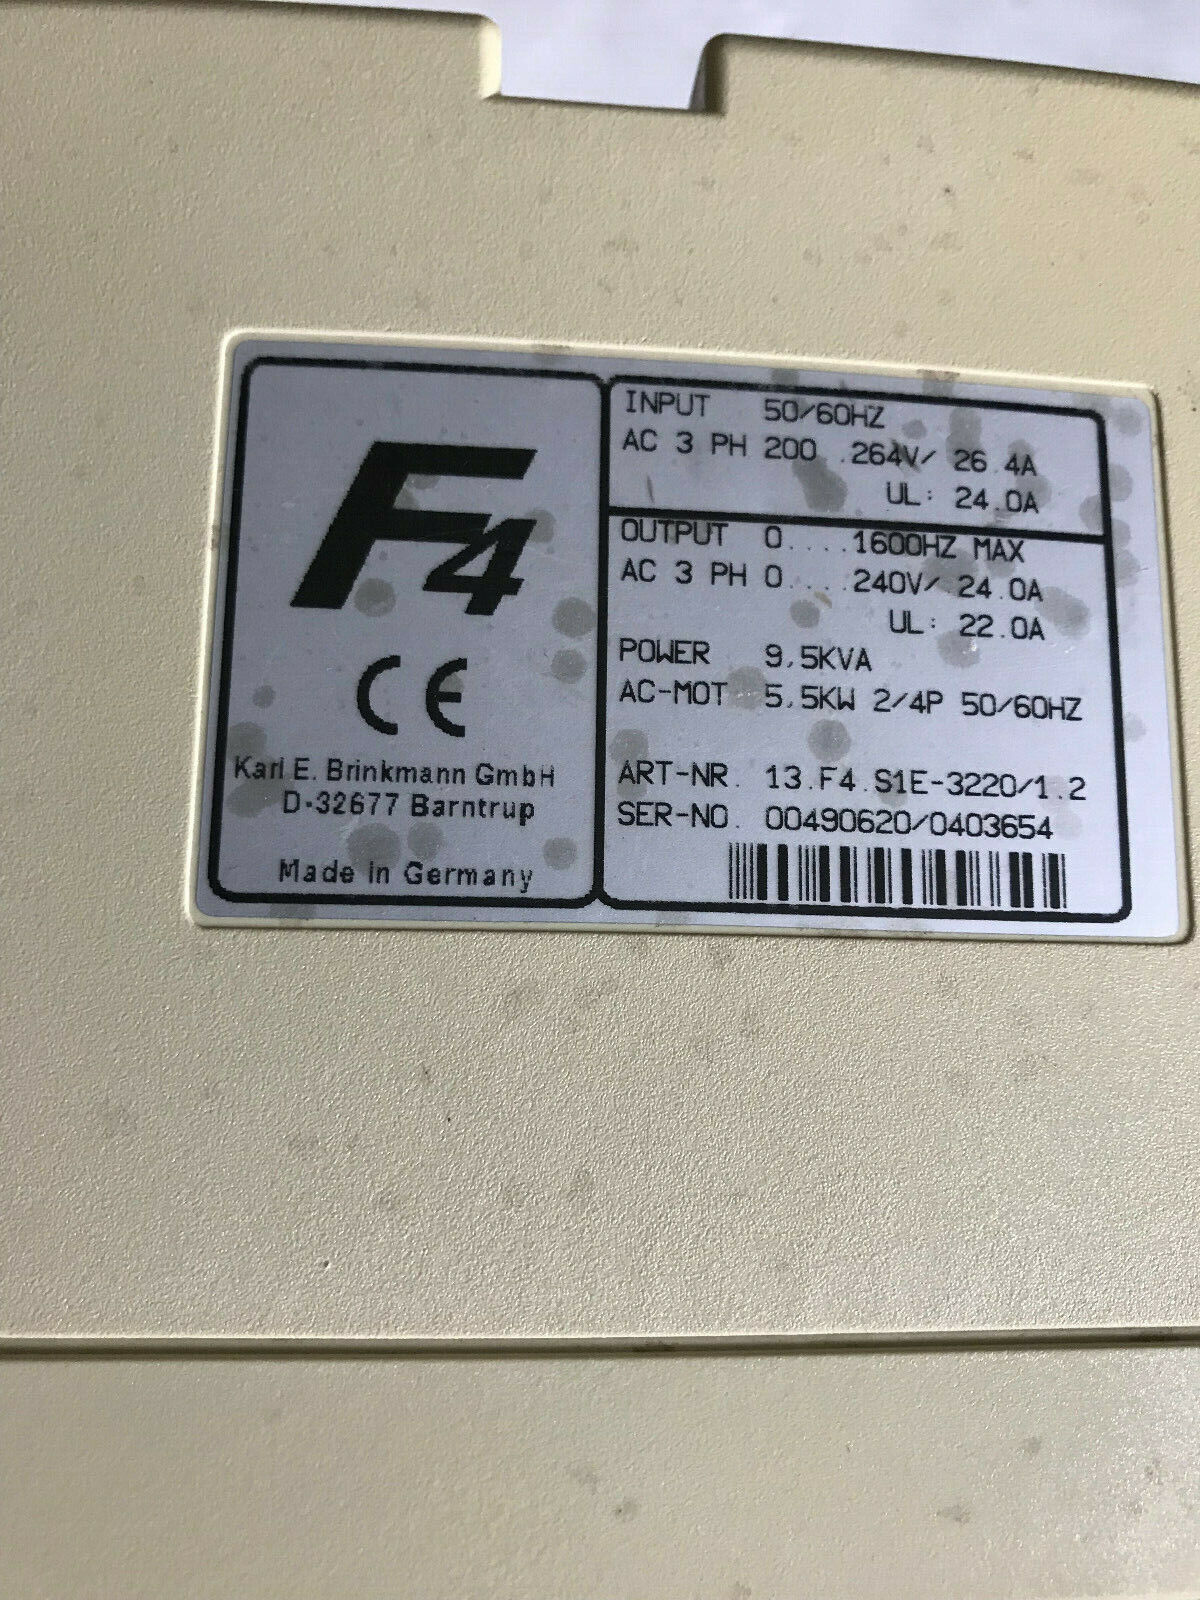 F4
CE
Karl E. Brinkmann GmbH
D-32677 Barntrup
Made in Germany
INPUT 50/60HZ
AC 3 PH 200..264V/ 26.4A
UL: 24.0A
OUTPUT 0....1600HZ MAX
AC 3 PH 0....240V/ 24.0A
UL: 22.0A
POWER 9,5KVA
AC-MOT 5,5KW 2/4P 50/60HZ
ART-NR. 13.F4.S1E-3220/1.2
SER-NO. 00490620/0403654